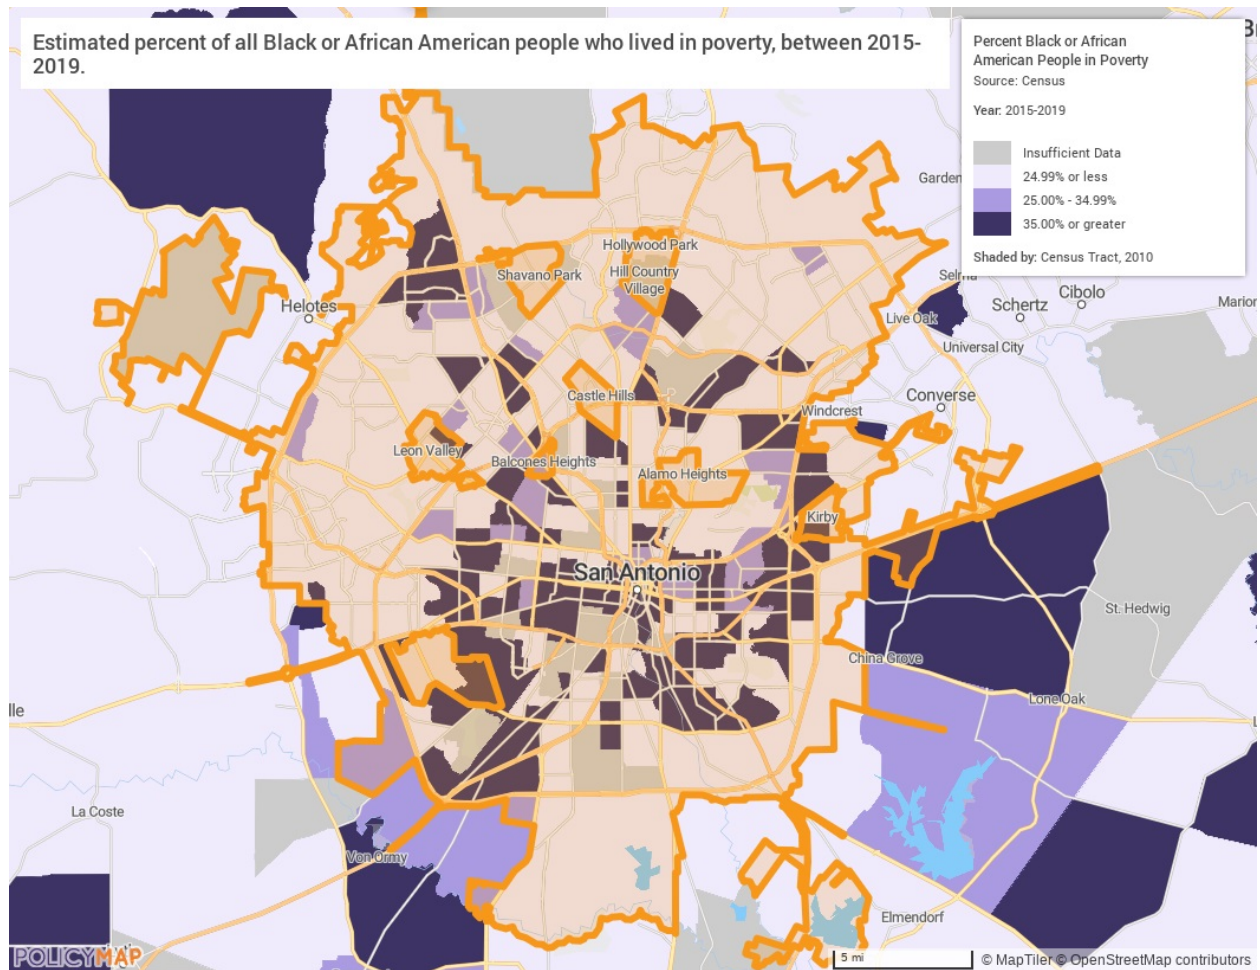 Estimated percent of all Black or African American people who lived in poverty, between 2015-
2019.
Percent Black or African
American People in Poverty
Source: Census
Year: 2015-2019
Insufficient Data
24.99% or less
25.00% - 34.99%
35.00% or greater
Shaded by: Census Tract, 2010
Garden
Hollywood Park
Shavano Park
Hill Country
Village
Selma
Helotes
Schertz
Cibolo
Marion
Live Oak
Universal City
Castle Hills
Converse
Windcrest
Leon Valley
Balcones Heights
Alamo Heights
Kirby
San Antonio
St. Hedwig
China Grove
lle
Lone Oak
La Coste
Von Ormy
Elmendorf
POLICYMAP
5 mi
© MapTiler © OpenStreetMap contributors